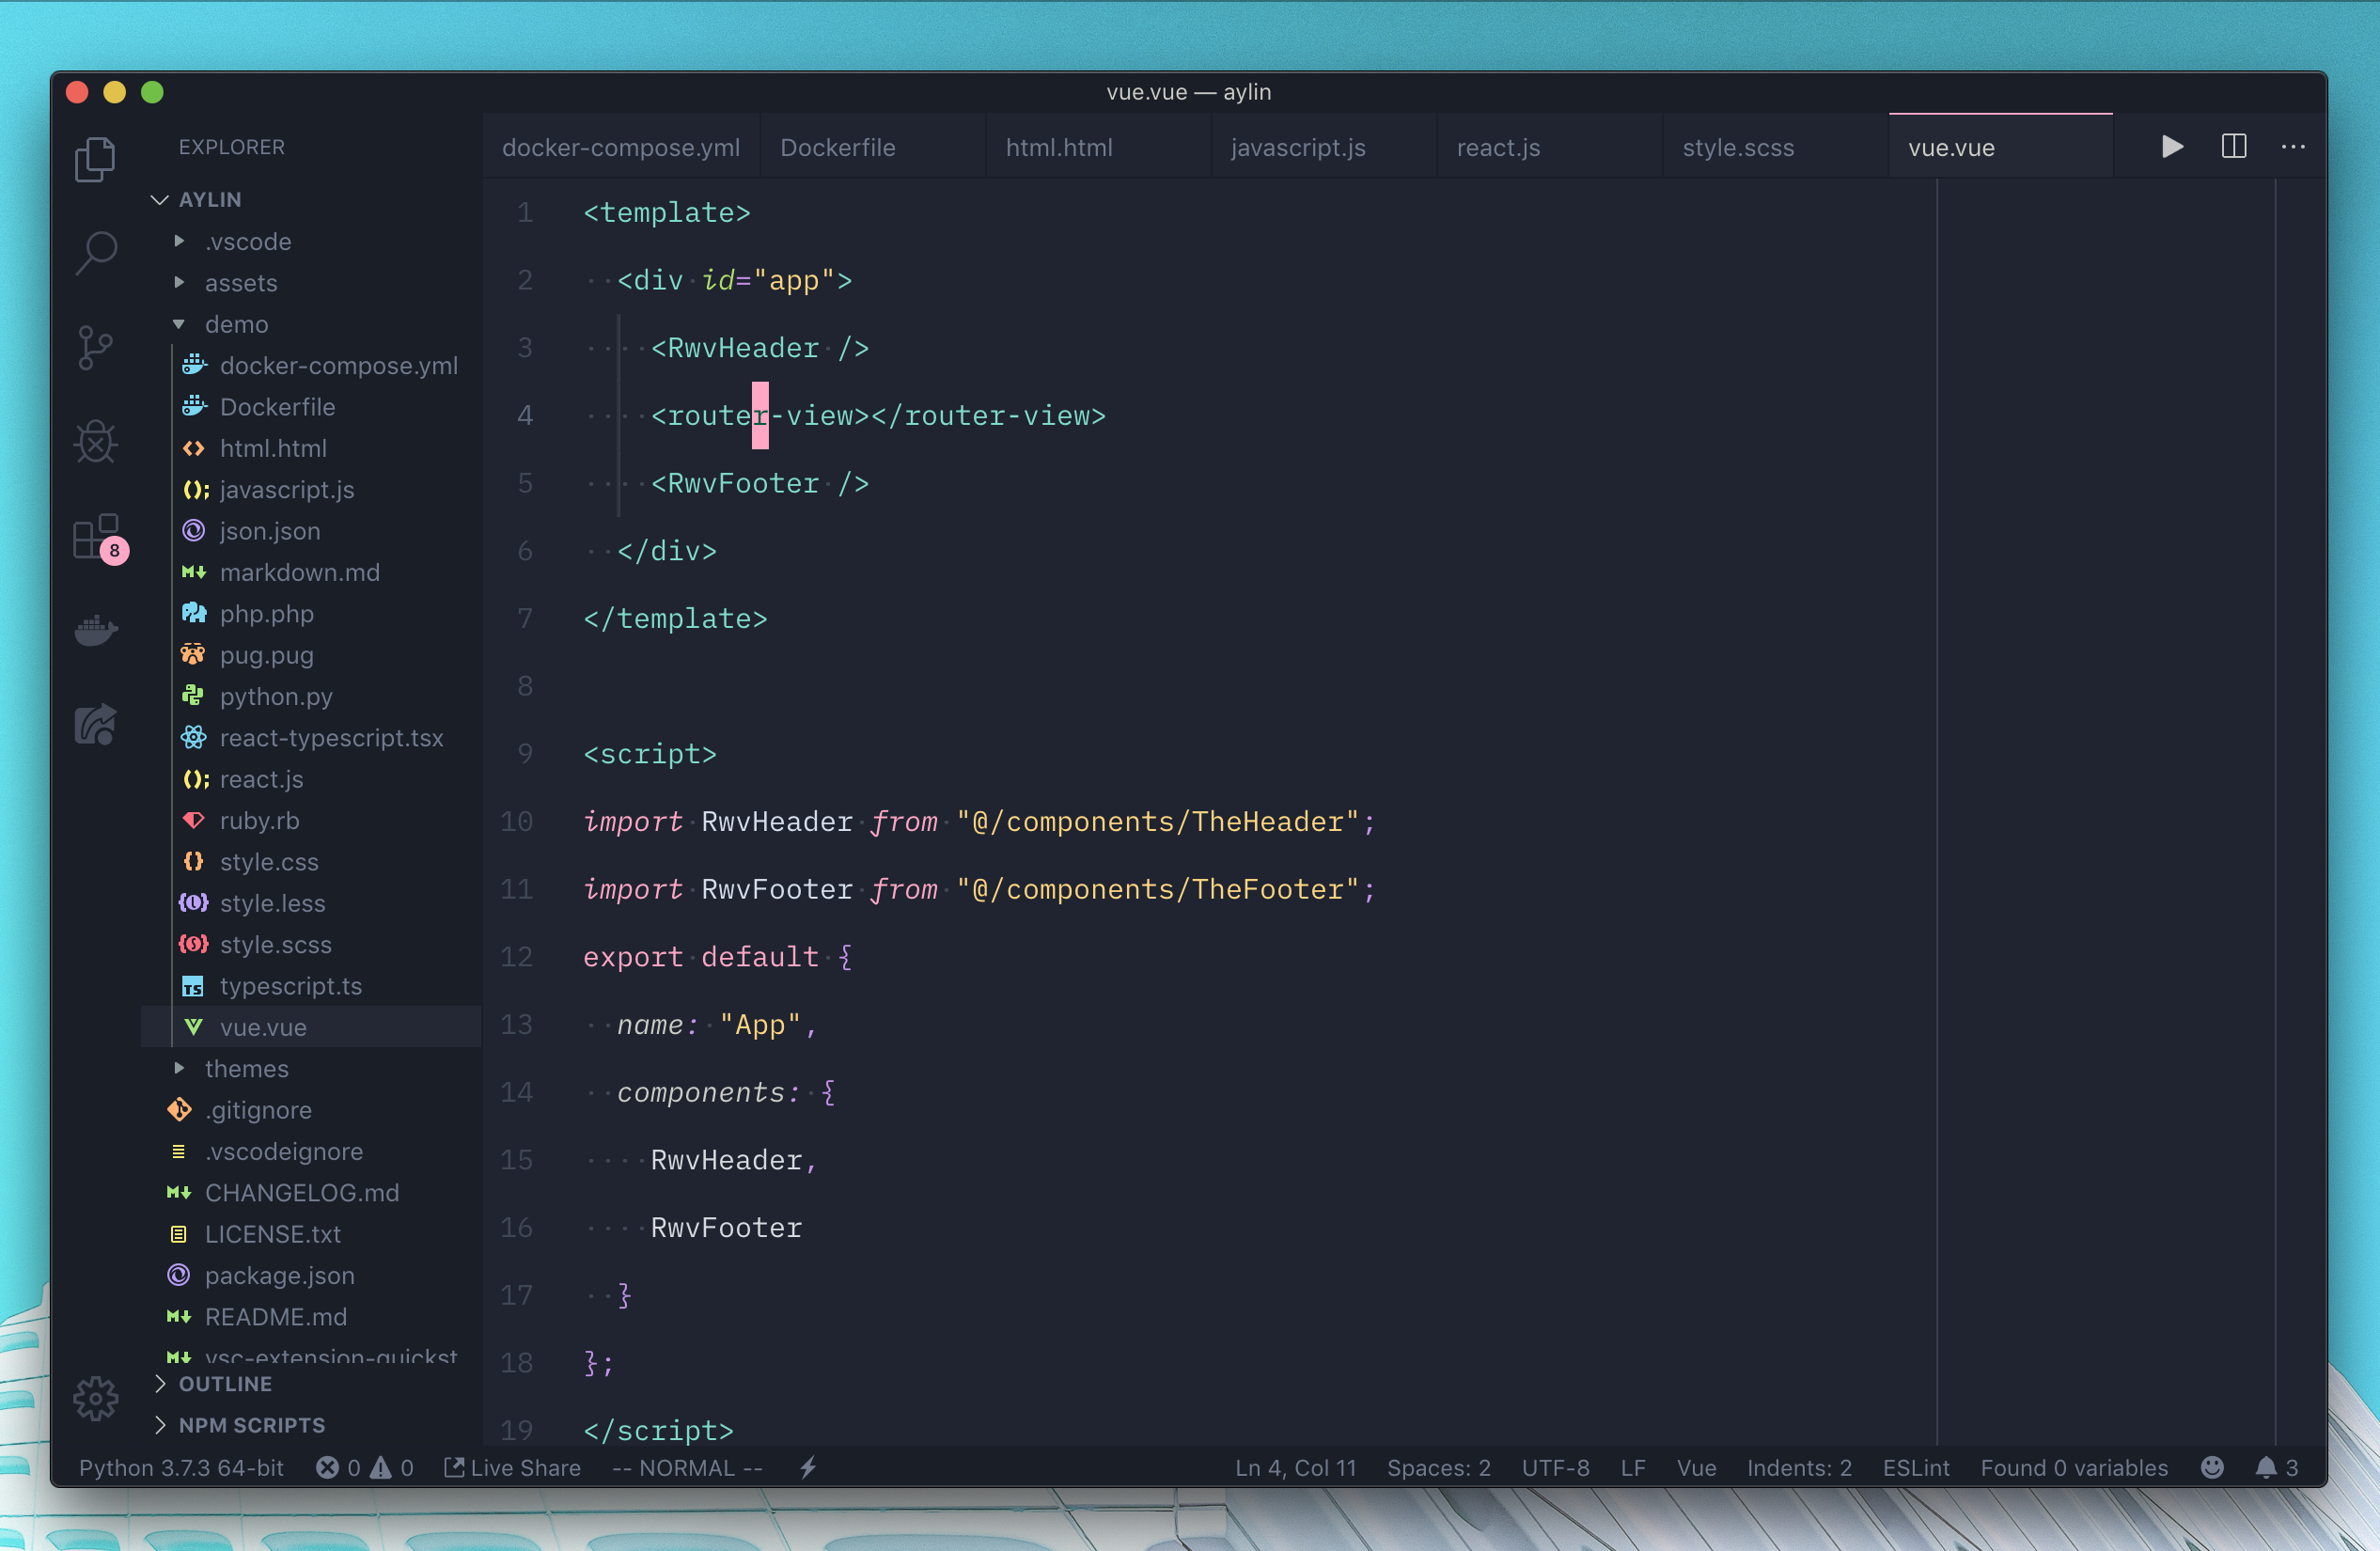 vue.vue — aylin
EXPLORER
AYLIN
.vscode
assets
demo
docker-compose.yml
Dockerfile
html.html
javascript.js
json.json
markdown.md
php.php
pug.pug
python.py
react-typescript.tsx
react.js
ruby.rb
style.css
style.less
style.scss
typescript.ts
vue.vue
themes
.gitignore
.vscodeignore
CHANGELOG.md
LICENSE.txt
package.json
README.md
vsc-extension-quickst
OUTLINE
NPM SCRIPTS
8
docker-compose.yml Dockerfile html.html javascript.js react.js style.scss vue.vue
1 <template>
2 <div id="app">
3 <RwvHeader />
4 <router-view></router-view>
5 <RwvFooter />
6 </div>
7 </template>
8
9 <script>
10 import RwvHeader from "@/components/TheHeader";
11 import RwvFooter from "@/components/TheFooter";
12 export default {
13 name: "App",
14 components: {
15 RwvHeader,
16 RwvFooter
17 }
18 };
19 </script>
Python 3.7.3 64-bit 0 0 Live Share -- NORMAL -- Ln 4, Col 11 Spaces: 2 UTF-8 LF Vue Indents: 2 ESLint Found 0 variables 3